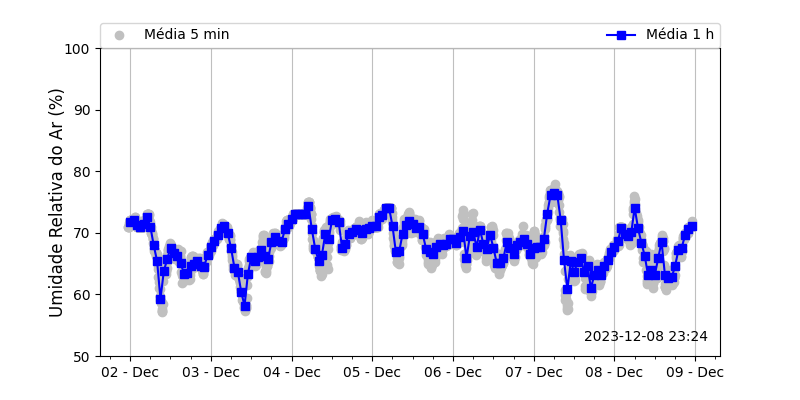 Média 5 min Média 1 h
100
90
80
70
60
50
Umidade Relativa do Ar (%)
2023-12-08 23:24
02 - Dec 03 - Dec 04 - Dec 05 - Dec 06 - Dec 07 - Dec 08 - Dec 09 - Dec